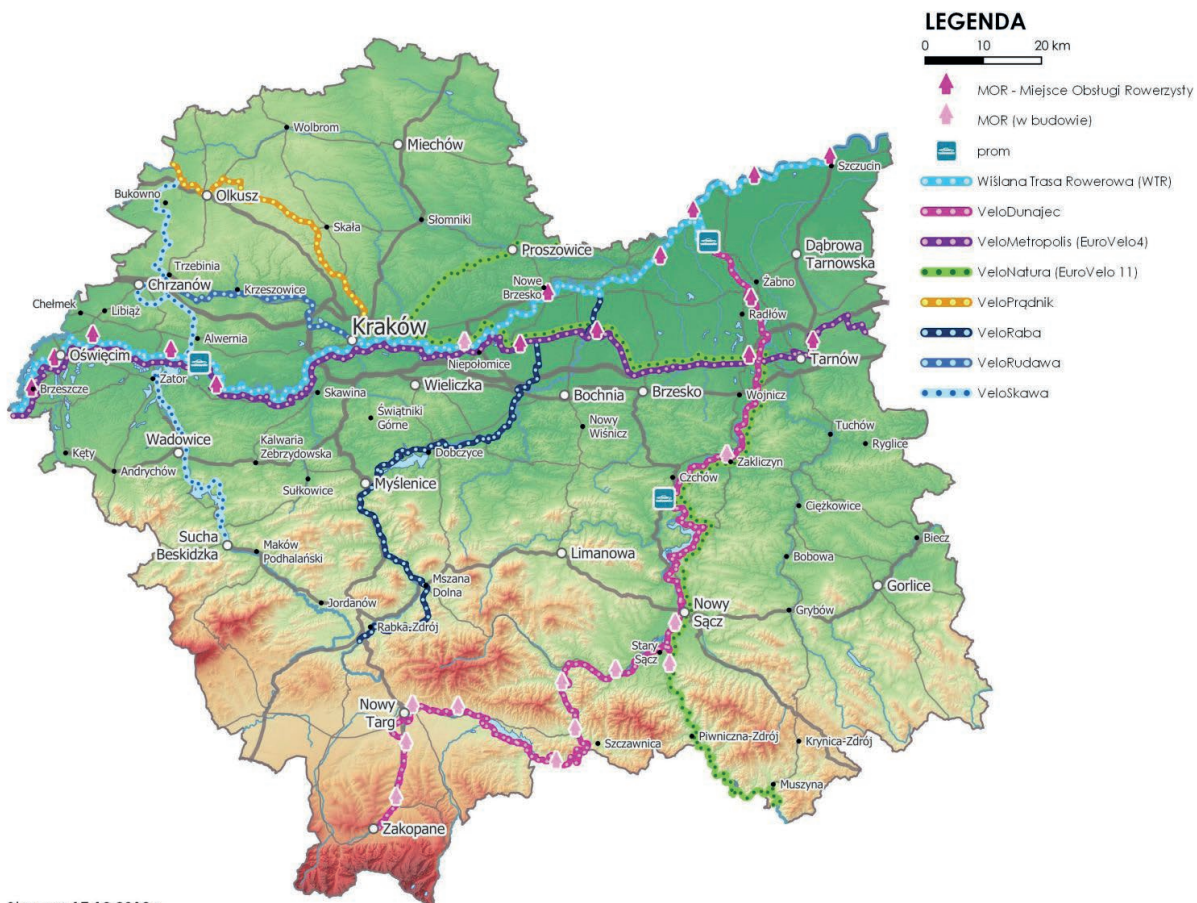 LEGENDA
0 10 20 km
MOR - Miejsce Obsługi Rowerzysty
MOR (w budowie)
prom
Wiślana Trasa Rowerowa (WTR)
VeloDunajec
VeloMetropolis (EuroVelo4)
VeloNatura (EuroVelo 11)
VeloPrądnik
VeloRaba
VeloRudawa
VeloSkawa
Wolbrom
Miechów
Szczucin
Bukowno
Olkusz
Skała
Słomniki
Proszowice
Dąbrowa
Tarnowska
Trzebinia
Chrzanów
Krzeszowice
Nowe
Brzesko
Żabno
Chełmek
Libiąż
Radłów
Kraków
Alwernia
Oświęcim
Niepołomice
Tarnów
Brzeszcze
Zator
Skawina
Wieliczka
Bochnia
Brzesko
Wojnicz
Świątniki
Górne
Nowy
Wiśnicz
Tuchów
Ryglice
Wadowice
Kalwaria
Zebrzydowska
Kęty
Andrychów
Dobczyce
Zakliczyn
Sułkowice
Myślenice
Czchów
Ciężkowice
Sucha
Beskidzka
Maków
Podhalański
Limanowa
Bobowa
Biecz
Mszana
Dolna
Gorlice
Jordanów
Nowy
Sącz
Grybów
Rabka-Zdrój
Stary
Sącz
Nowy
Targ
Szczawnica
Piwniczna-Zdrój
Krynica-Zdrój
Muszyna
Zakopane